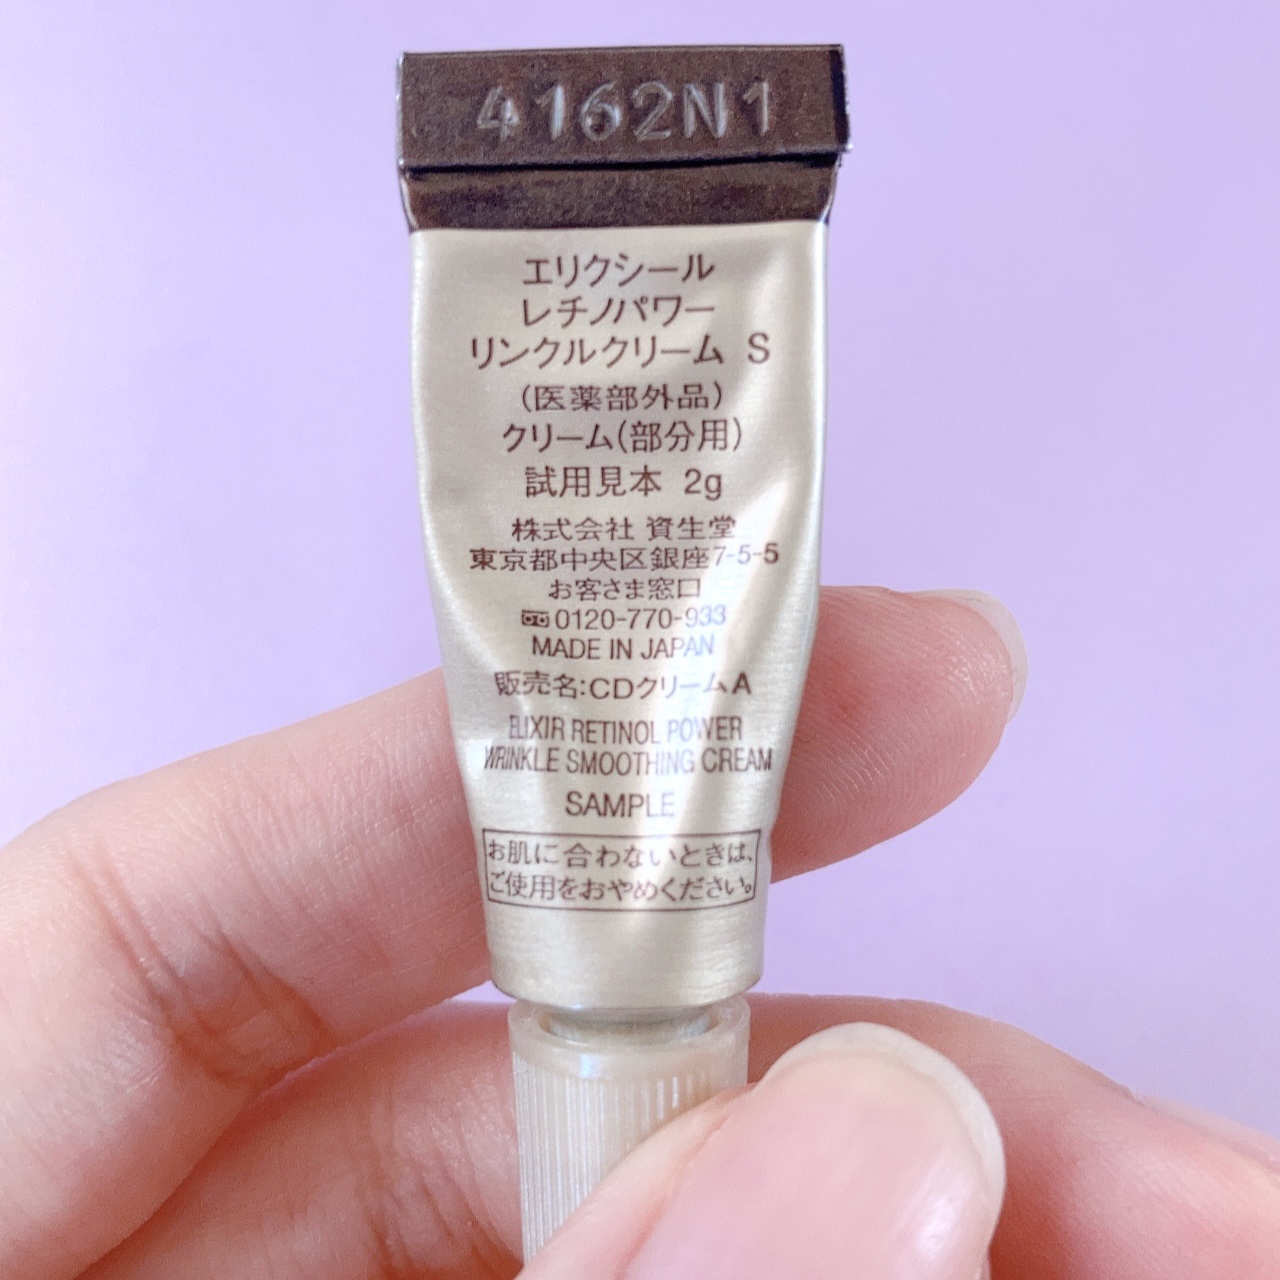 4162N1
エリクシール
レチノパワー
リンクルクリーム S
(医薬部外品)
クリーム(部分用)
試用見本 2g
株式会社 資生堂
東京都中央区銀座7-5-5
お客さま窓口
0120-770-933
MADE IN JAPAN
販売名:CDクリームA
ELIXIR RETINOL POWER
WRINKLE SMOOTHING CREAM
SAMPLE
お肌に合わないときは、
ご使用をおやめください。